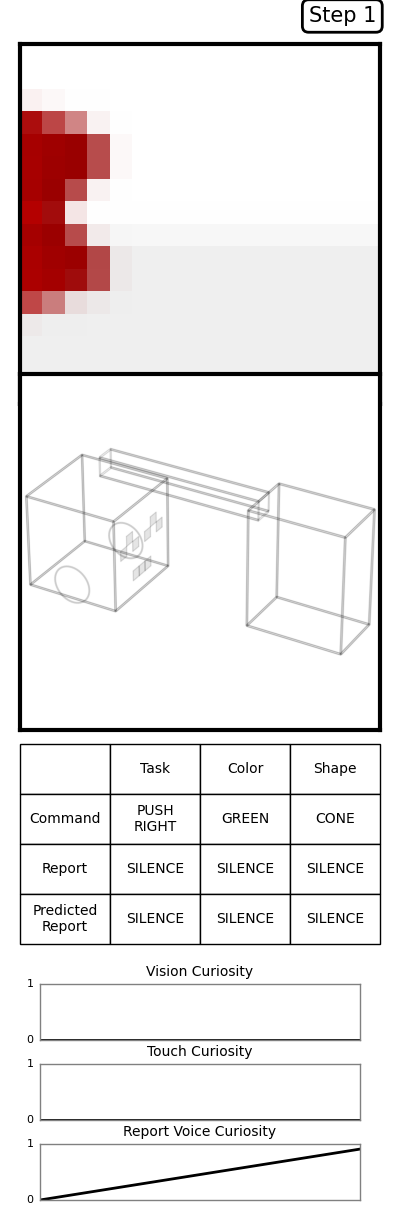 Step 1
Task Color Shape
Command PUSH RIGHT GREEN CONE
Report SILENCE SILENCE SILENCE
Predicted Report SILENCE SILENCE SILENCE
Vision Curiosity
1
0
Touch Curiosity
1
0
Report Voice Curiosity
1
0